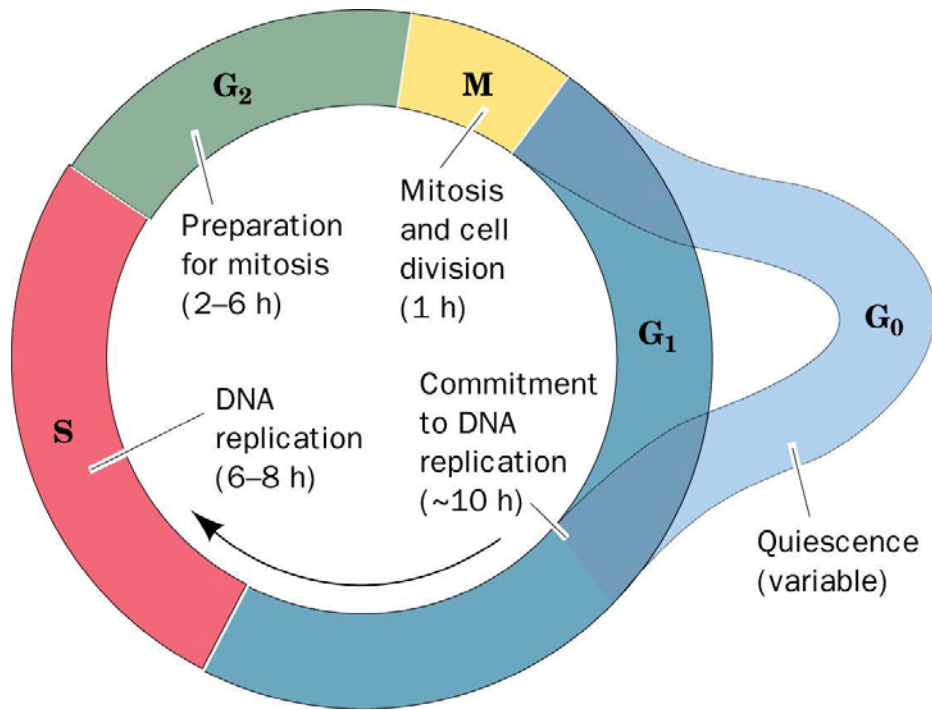 G₂
M
Preparation
for mitosis
(2–6 h)
Mitosis
and cell
division
(1 h)
G₁
G₀
S
DNA
replication
(6–8 h)
Commitment
to DNA
replication
(~10 h)
Quiescence
(variable)